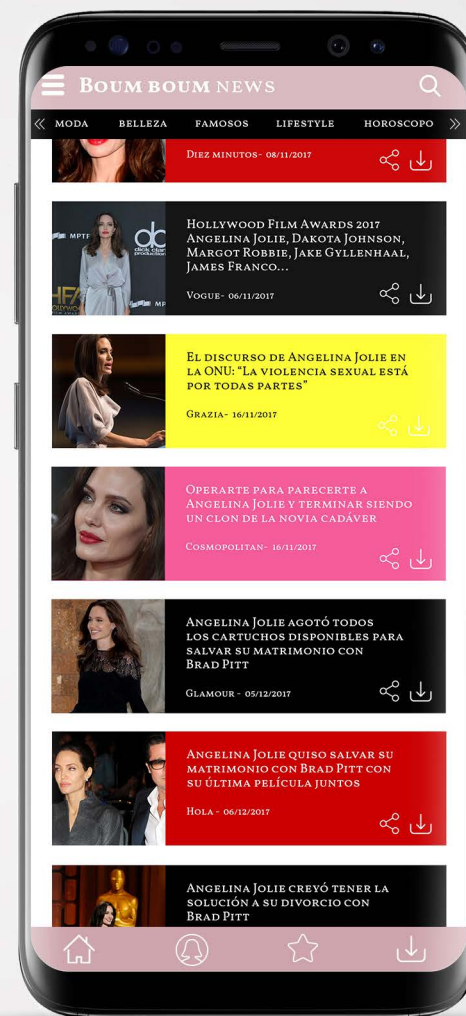 BOUM BOUM NEWS
MODA BELLEZA FAMOSOS LIFESTYLE HOROSCOPO
DIEZ MINUTOS- 08/11/2017
HOLLYWOOD FILM AWARDS 2017
ANGELINA JOLIE, DAKOTA JOHNSON,
MARGOT ROBBIE, JAKE GYLLENHAAL,
JAMES FRANCO...
VOGUE- 06/11/2017
MPTF
dick clark
productions
HFA
MP
EL DISCURSO DE ANGELINA JOLIE EN
LA ONU: “LA VIOLENCIA SEXUAL ESTÁ
POR TODAS PARTES”
GRAZIA- 16/11/2017
OPERARTE PARA PARECERTE A
ANGELINA JOLIE Y TERMINAR SIENDO
UN CLON DE LA NOVIA CADÁVER
COSMOPOLITAN- 16/11/2017
ANGELINA JOLIE AGOTÓ TODOS
LOS CARTUCHOS DISPONIBLES PARA
SALVAR SU MATRIMONIO CON
BRAD PITT
GLAMOUR - 05/12/2017
ANGELINA JOLIE QUISO SALVAR SU
MATRIMONIO CON BRAD PITT CON
SU ÚLTIMA PELÍCULA JUNTOS
HOLA - 06/12/2017
ANGELINA JOLIE CREYÓ TENER LA
SOLUCIÓN A SU DIVORCIO CON
BRAD PITT